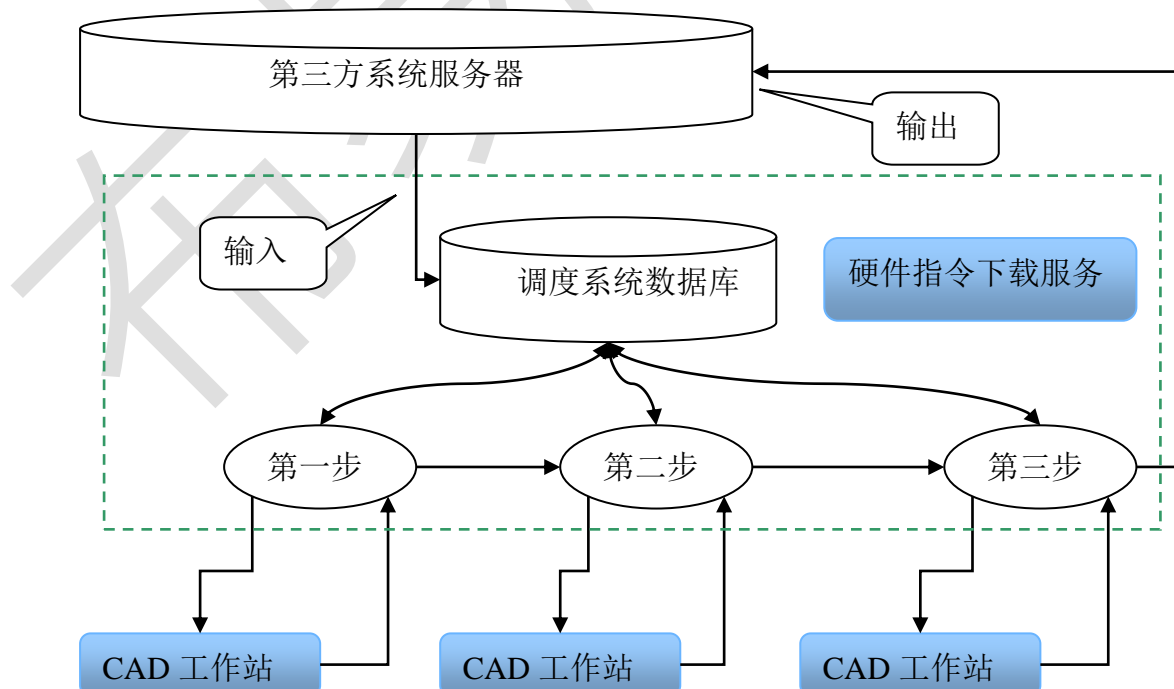 第三方系统服务器
输出
输入
调度系统数据库
硬件指令下载服务
第一步
第二步
第三步
CAD 工作站
CAD 工作站
CAD 工作站
布